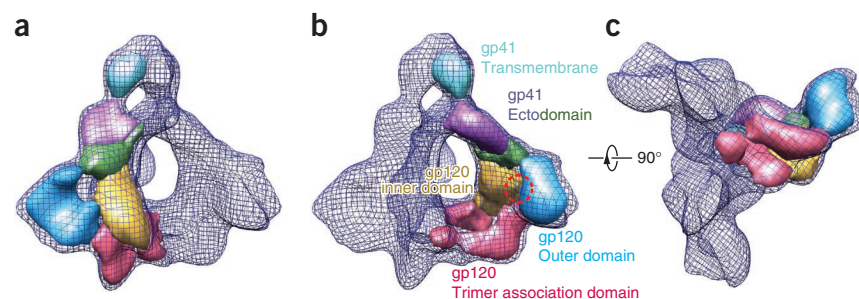 a
b
c
gp41
Transmembrane
gp41
Ectodomain
gp120
inner domain
90°
gp120
Outer domain
gp120
Trimer association domain